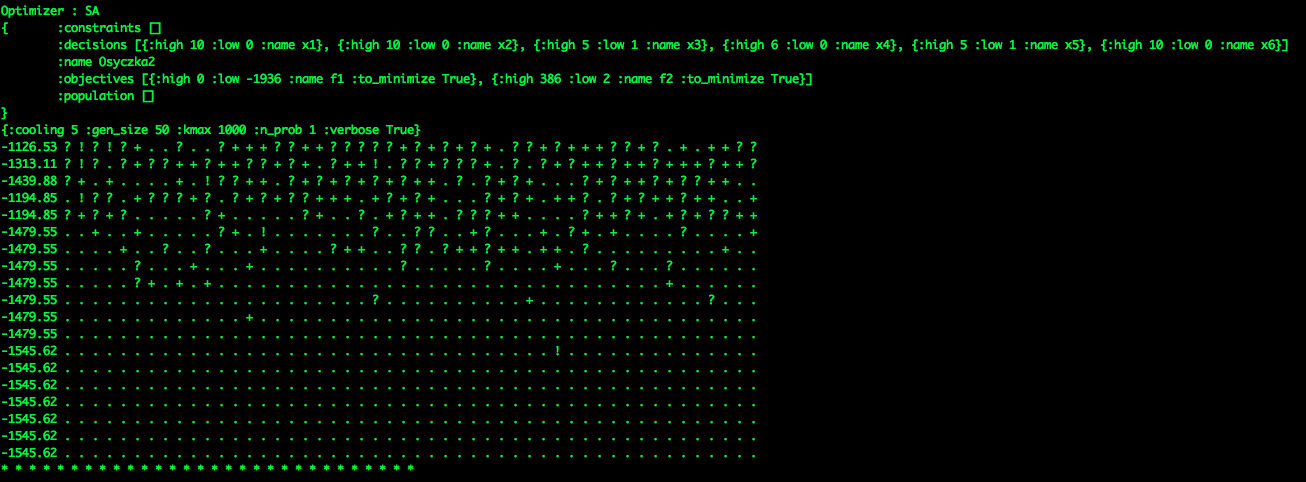 Optimizer : SA
{ :constraints []
:decisions [{:high 10 :low 0 :name x1}, {:high 10 :low 0 :name x2}, {:high 5 :low 1 :name x3}, {:high 6 :low 0 :name x4}, {:high 5 :low 1 :name x5}, {:high 10 :low 0 :name x6}]
:name Osyczka2
:objectives [{:high 0 :low -1936 :name f1 :to_minimize True}, {:high 386 :low 2 :name f2 :to_minimize True}]
:population []
}
{:cooling 5 :gen_size 50 :kmax 1000 :n_prob 1 :verbose True}
-1126.53 ? ! ? ! ? + . . ? . . ? + + + ? ? + + ? ? ? ? ? + ? + ? + ? + . ? ? + ? + + + ? ? + ? . + . + + ? ?
-1313.11 ? ! ? . ? + ? ? + + ? + + ? ? + ? + . ? + + ! . ? ? + ? ? ? + . ? . ? + ? + + ? + + + ? + + ? + + ?
-1439.88 ? + . + . . . . + . ! ? ? + + . ? + ? + ? + ? + ? + + . ? . ? + ? + . . . ? + ? + + ? + ? ? + + . .
-1194.85 . ! ? ? . + ? ? ? + ? . ? + ? + ? ? + + + . + ? + ? + . . . ? + ? . + + ? . ? + ? + + ? + + . . +
-1194.85 ? + ? + ? . . . . . ? + . . . . . ? + . . ? . + ? + + . ? ? ? + + . . . . ? + + ? + . + ? + ? ? + +
-1479.55 . . + . . + . . . . . ? + . ! . . . . . . . ? . . ? ? . . + ? . . . + . ? + . + . . . . ? . . . . +
-1479.55 . . . . + . . ? . . ? . . . + . . . . ? + + . . ? ? . ? + + ? + + . + + . ? . . . . . . . . . + . .
-1479.55 . . . . . ? . . . + . . . + . . . . . . . . . . ? . . . . . ? . . . . + . . . ? . . . ? . . . . . .
-1479.55 . . . . . ? + . + . + . . . . . . . . . . . . . . . . . . . . . . . . . . . . . . . . + . . . . . .
-1479.55 . . . . . . . . . . . . . . . . . . . . . . ? . . . . . . . . . . + . . . . . . . . . . . . ? . . .
-1479.55 . . . . . . . . . . . . . + . . . . . . . . . . . . . . . . . . . . . . . . . . . . . . . . . . . .
-1479.55 . . . . . . . . . . . . . . . . . . . . . . . . . . . . . . . . . . . . . . . . . . . . . . . . . .
-1545.62 . . . . . . . . . . . . . . . . . . . . . . . . . . . . . . . . . . . ! . . . . . . . . . . . . . .
-1545.62 . . . . . . . . . . . . . . . . . . . . . . . . . . . . . . . . . . . . . . . . . . . . . . . . . .
-1545.62 . . . . . . . . . . . . . . . . . . . . . . . . . . . . . . . . . . . . . . . . . . . . . . . . . .
-1545.62 . . . . . . . . . . . . . . . . . . . . . . . . . . . . . . . . . . . . . . . . . . . . . . . . . .
-1545.62 . . . . . . . . . . . . . . . . . . . . . . . . . . . . . . . . . . . . . . . . . . . . . . . . . .
-1545.62 . . . . . . . . . . . . . . . . . . . . . . . . . . . . . . . . . . . . . . . . . . . . . . . . . .
-1545.62 . . . . . . . . . . . . . . . . . . . . . . . . . . . . . . . . . . . . . . . . . . . . . . . . . .
* * * * * * * * * * * * * * * * * * * * * * * * * * * * * *